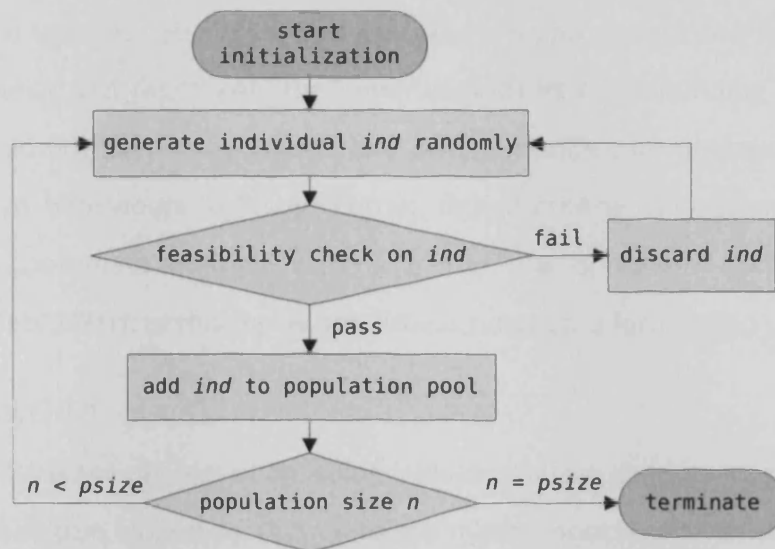 start
initialization
generate individual ind randomly
feasibility check on ind
fail
discard ind
pass
add ind to population pool
n < psize
population size n
n = psize
terminate